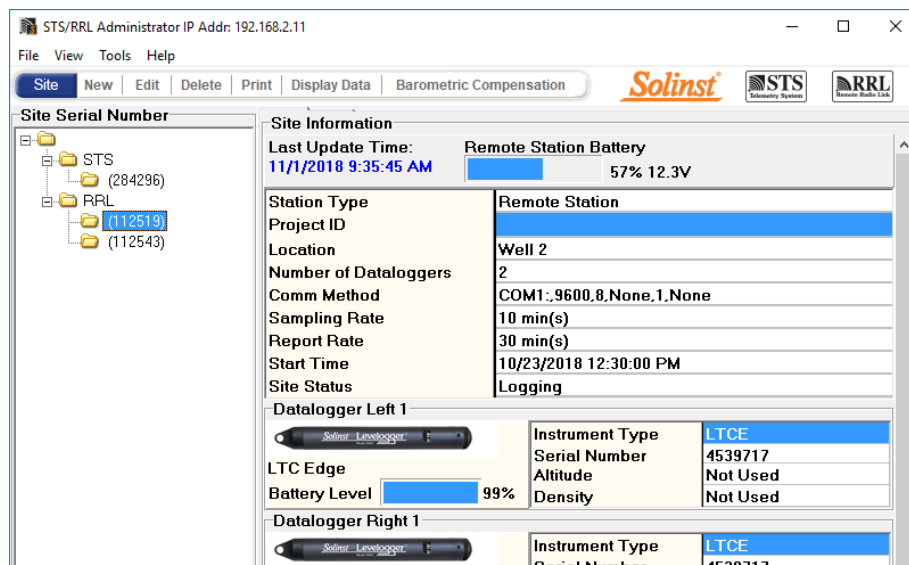 STS/RRL Administrator IP Addr: 192.168.2.11
File View Tools Help
Site New Edit Delete Print Display Data Barometric Compensation Solinst STS Telemetry System RRL Remote Radio Link
Site Serial Number
STS
(284296)
RRL
(112519)
(112543)
Site Information
Last Update Time: Remote Station Battery
11/1/2018 9:35:45 AM 57% 12.3V
Station Type Remote Station
Project ID
Location Well 2
Number of Dataloggers 2
Comm Method COM1:,9600,8,None,1,None
Sampling Rate 10 min(s)
Report Rate 30 min(s)
Start Time 10/23/2018 12:30:00 PM
Site Status Logging
Datalogger Left 1
Solinst Levelogger
Instrument Type LTCE
Serial Number 4539717
LTC Edge
Altitude Not Used
Battery Level 99%
Density Not Used
Datalogger Right 1
Solinst Levelogger
Instrument Type LTCE